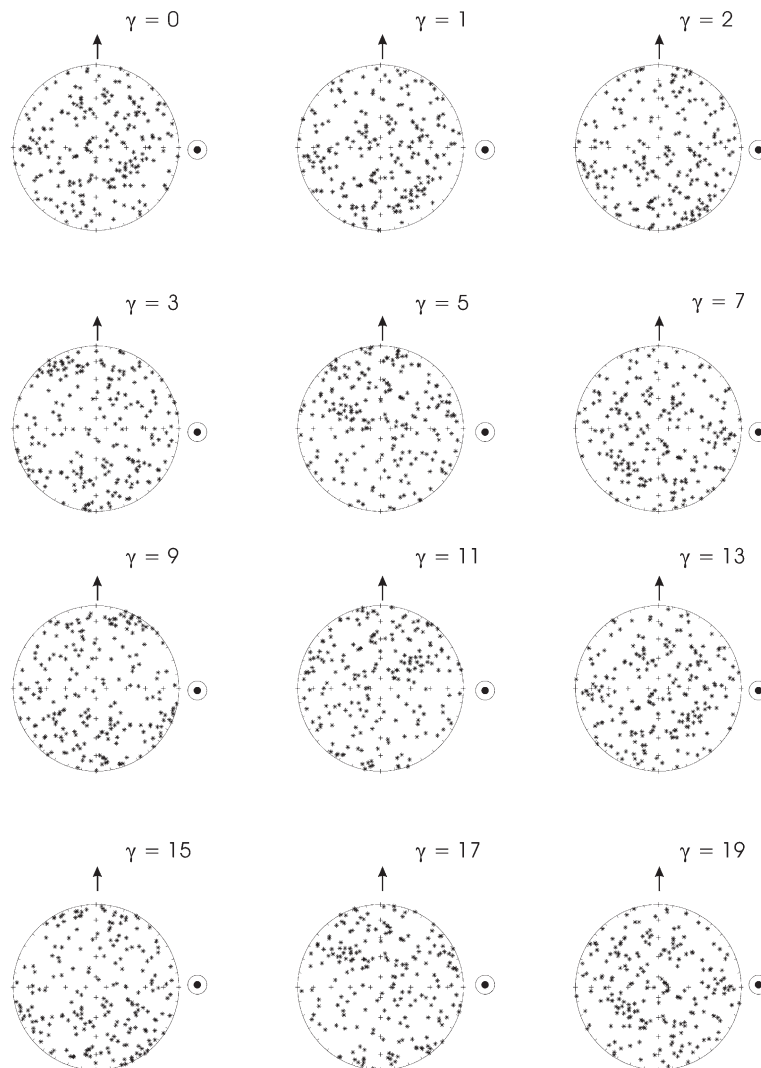 γ = 0
γ = 1
γ = 2
γ = 3
γ = 5
γ = 7
γ = 9
γ = 11
γ = 13
γ = 15
γ = 17
γ = 19